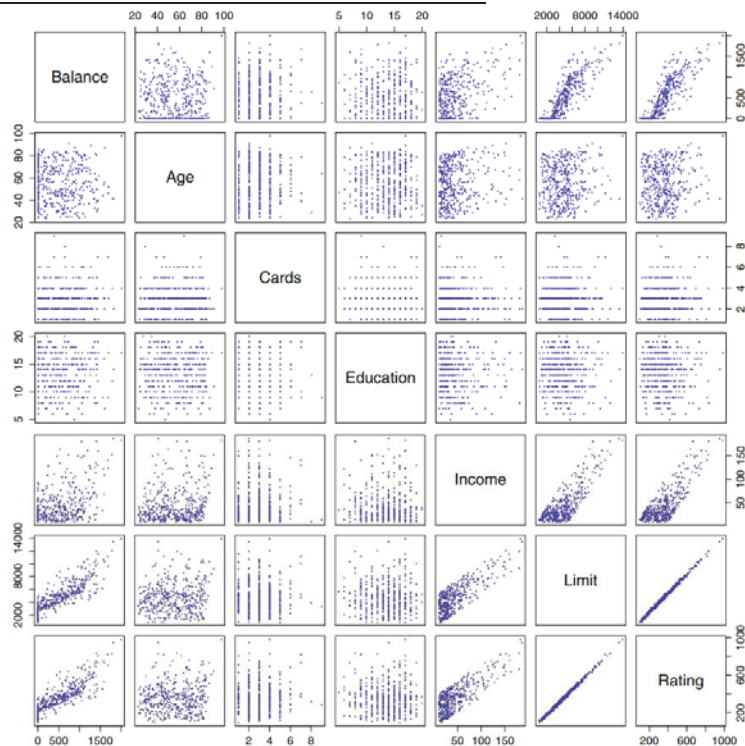 20 40 60 80 100
5 10 15 20
2000 8000 14000
Balance
0 500 1500
20 40 60 80 100
Age
Cards
2 4 6 8
5 10 15 20
Education
Income
50 100 150
2000 8000 14000
Limit
Rating
200 600 1000
0 500 1500
2 4 6 8
50 100 150
200 600 1000